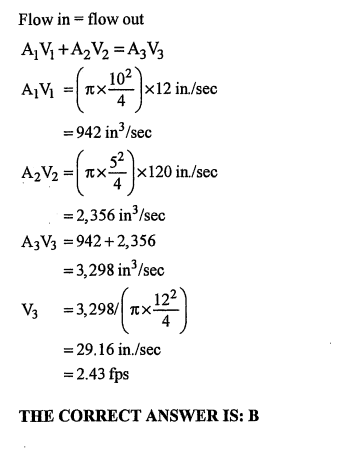 Flow in = flow out
A₁V₁ + A₂V₂ = A₃V₃
A₁V₁ = (π × 10²/4) × 12 in./sec
= 942 in³/sec
A₂V₂ = (π × 5²/4) × 120 in./sec
= 2,356 in³/sec
A₃V₃ = 942 + 2,356
= 3,298 in³/sec
V₃ = 3,298/(π × 12²/4)
= 29.16 in./sec
= 2.43 fps
THE CORRECT ANSWER IS: B